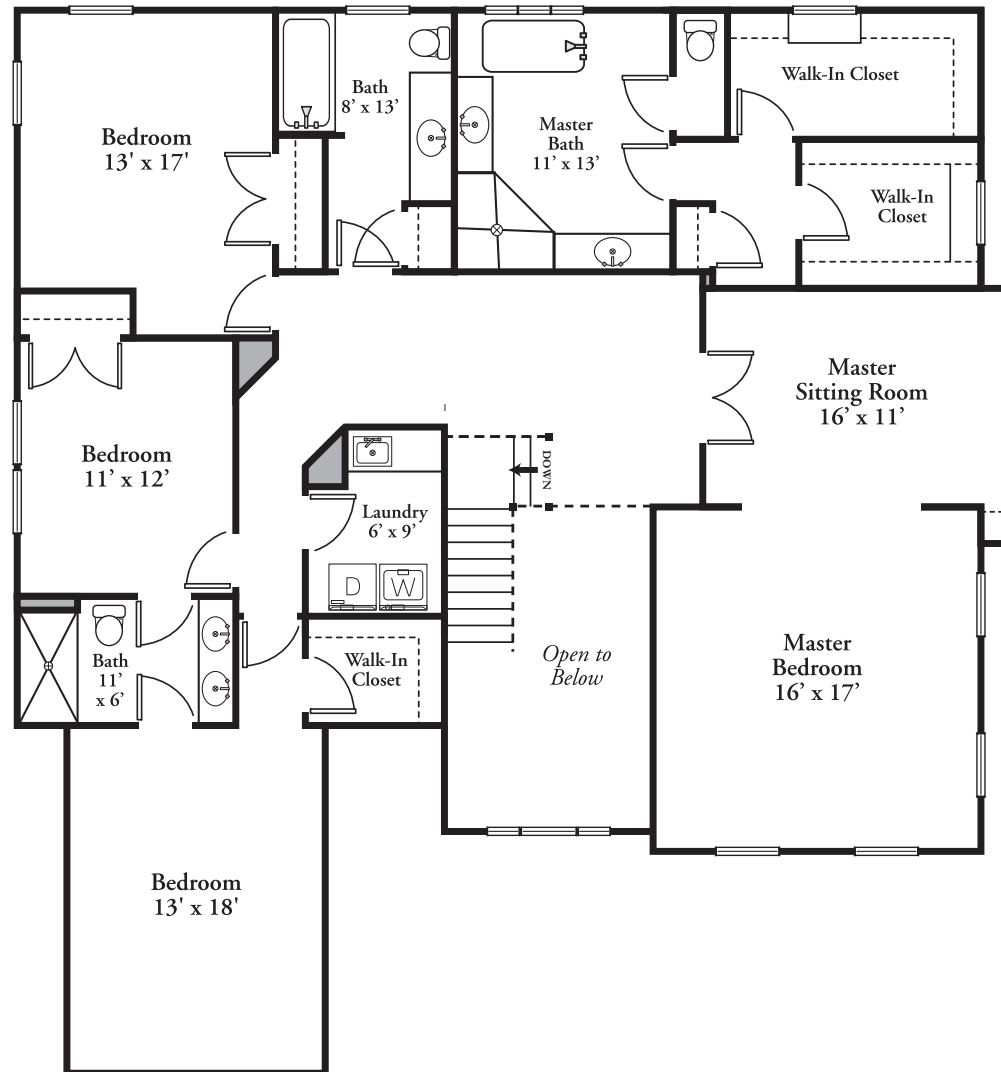 Bedroom
13' x 17'
Bath
8’ x 13’
Master
Bath
11’ x 13’
Walk-In Closet
Walk-In
Closet
Master
Sitting Room
16’ x 11’
Bedroom
11’ x 12’
DOWN
Laundry
6’ x 9’
D
W
Bath
11’
x 6’
Walk-In
Closet
Open to
Below
Master
Bedroom
16’ x 17’
Bedroom
13' x 18'